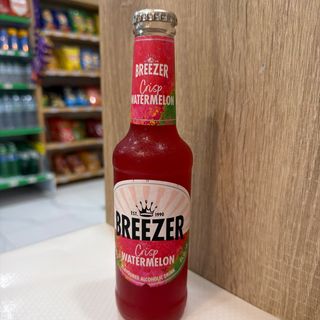 BREEZER
Crisp
WATERMELON
EST. 1990
BREEZER
Crisp
WATERMELON
FLAVOURED ALCOHOLIC DRINK